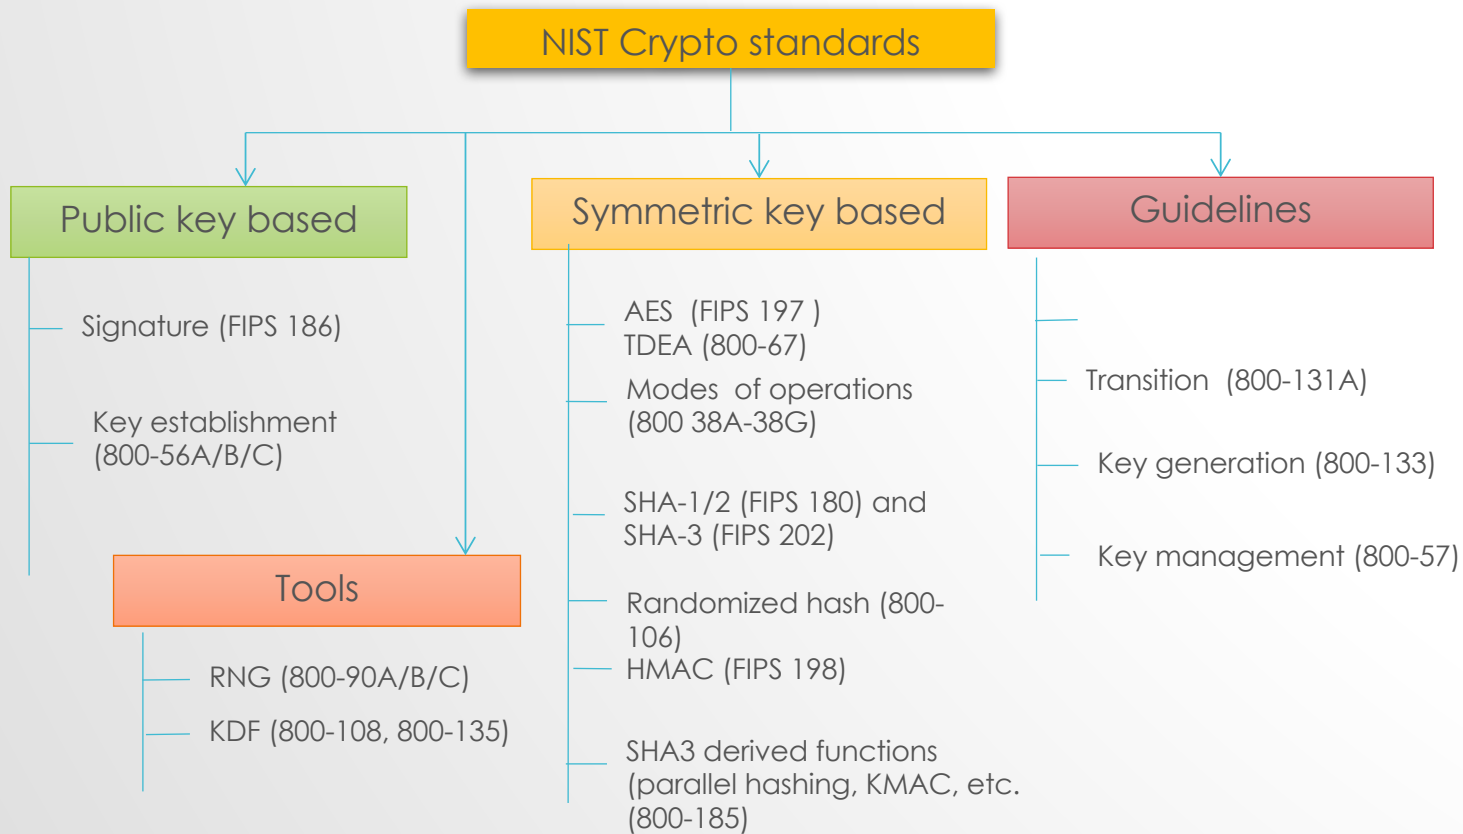 NIST Crypto standards
Public key based
Signature (FIPS 186)
Key establishment
(800-56A/B/C)
Tools
RNG (800-90A/B/C)
KDF (800-108, 800-135)
Symmetric key based
AES  (FIPS 197 )
TDEA (800-67)
Modes  of operations
(800 38A-38G)
SHA-1/2 (FIPS 180) and
SHA-3 (FIPS 202)
Randomized hash (800-
106)
HMAC (FIPS 198)
SHA3 derived functions
(parallel hashing, KMAC, etc.
(800-185)
Guidelines
Transition  (800-131A)
Key generation (800-133)
Key management (800-57)